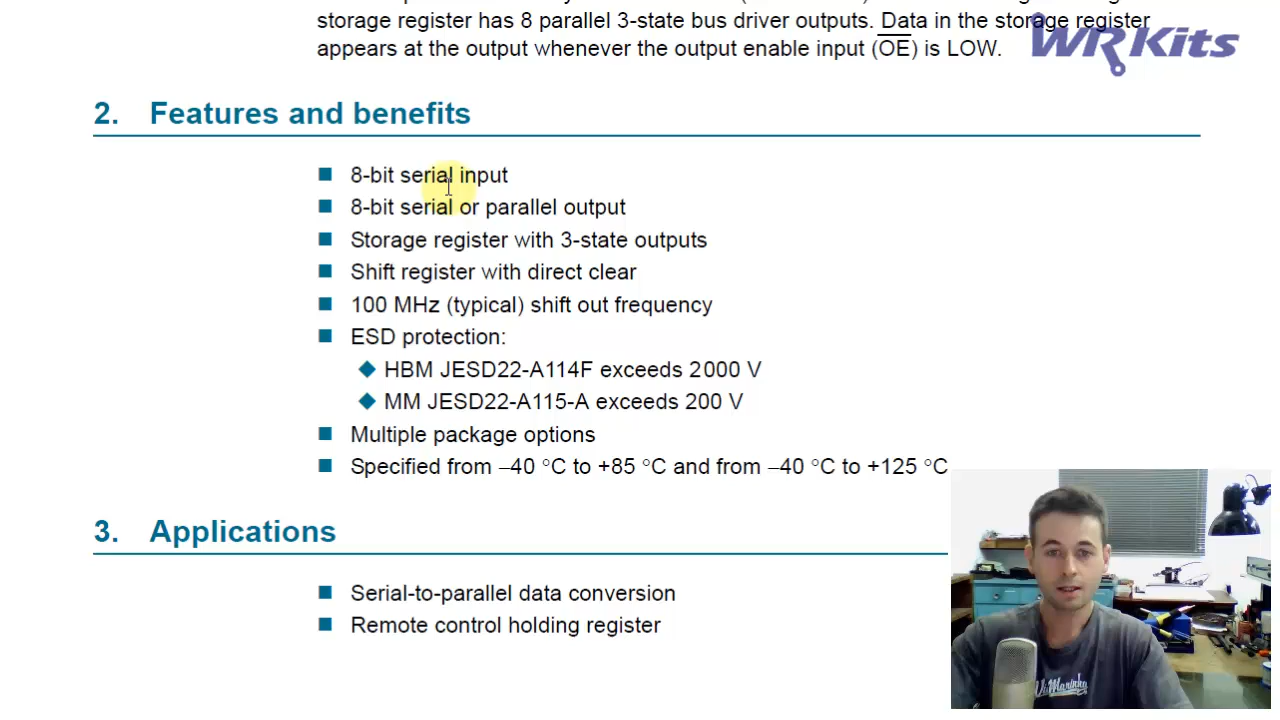 storage register has 8 parallel 3-state bus driver outputs. Data in the storage register
appears at the output whenever the output enable input (OE) is LOW.
WR Kits
2. Features and benefits
■ 8-bit serial input
■ 8-bit serial or parallel output
■ Storage register with 3-state outputs
■ Shift register with direct clear
■ 100 MHz (typical) shift out frequency
■ ESD protection:
◆ HBM JESD22-A114F exceeds 2000 V
◆ MM JESD22-A115-A exceeds 200 V
■ Multiple package options
■ Specified from −40 °C to +85 °C and from −40 °C to +125 °C
3. Applications
■ Serial-to-parallel data conversion
■ Remote control holding register